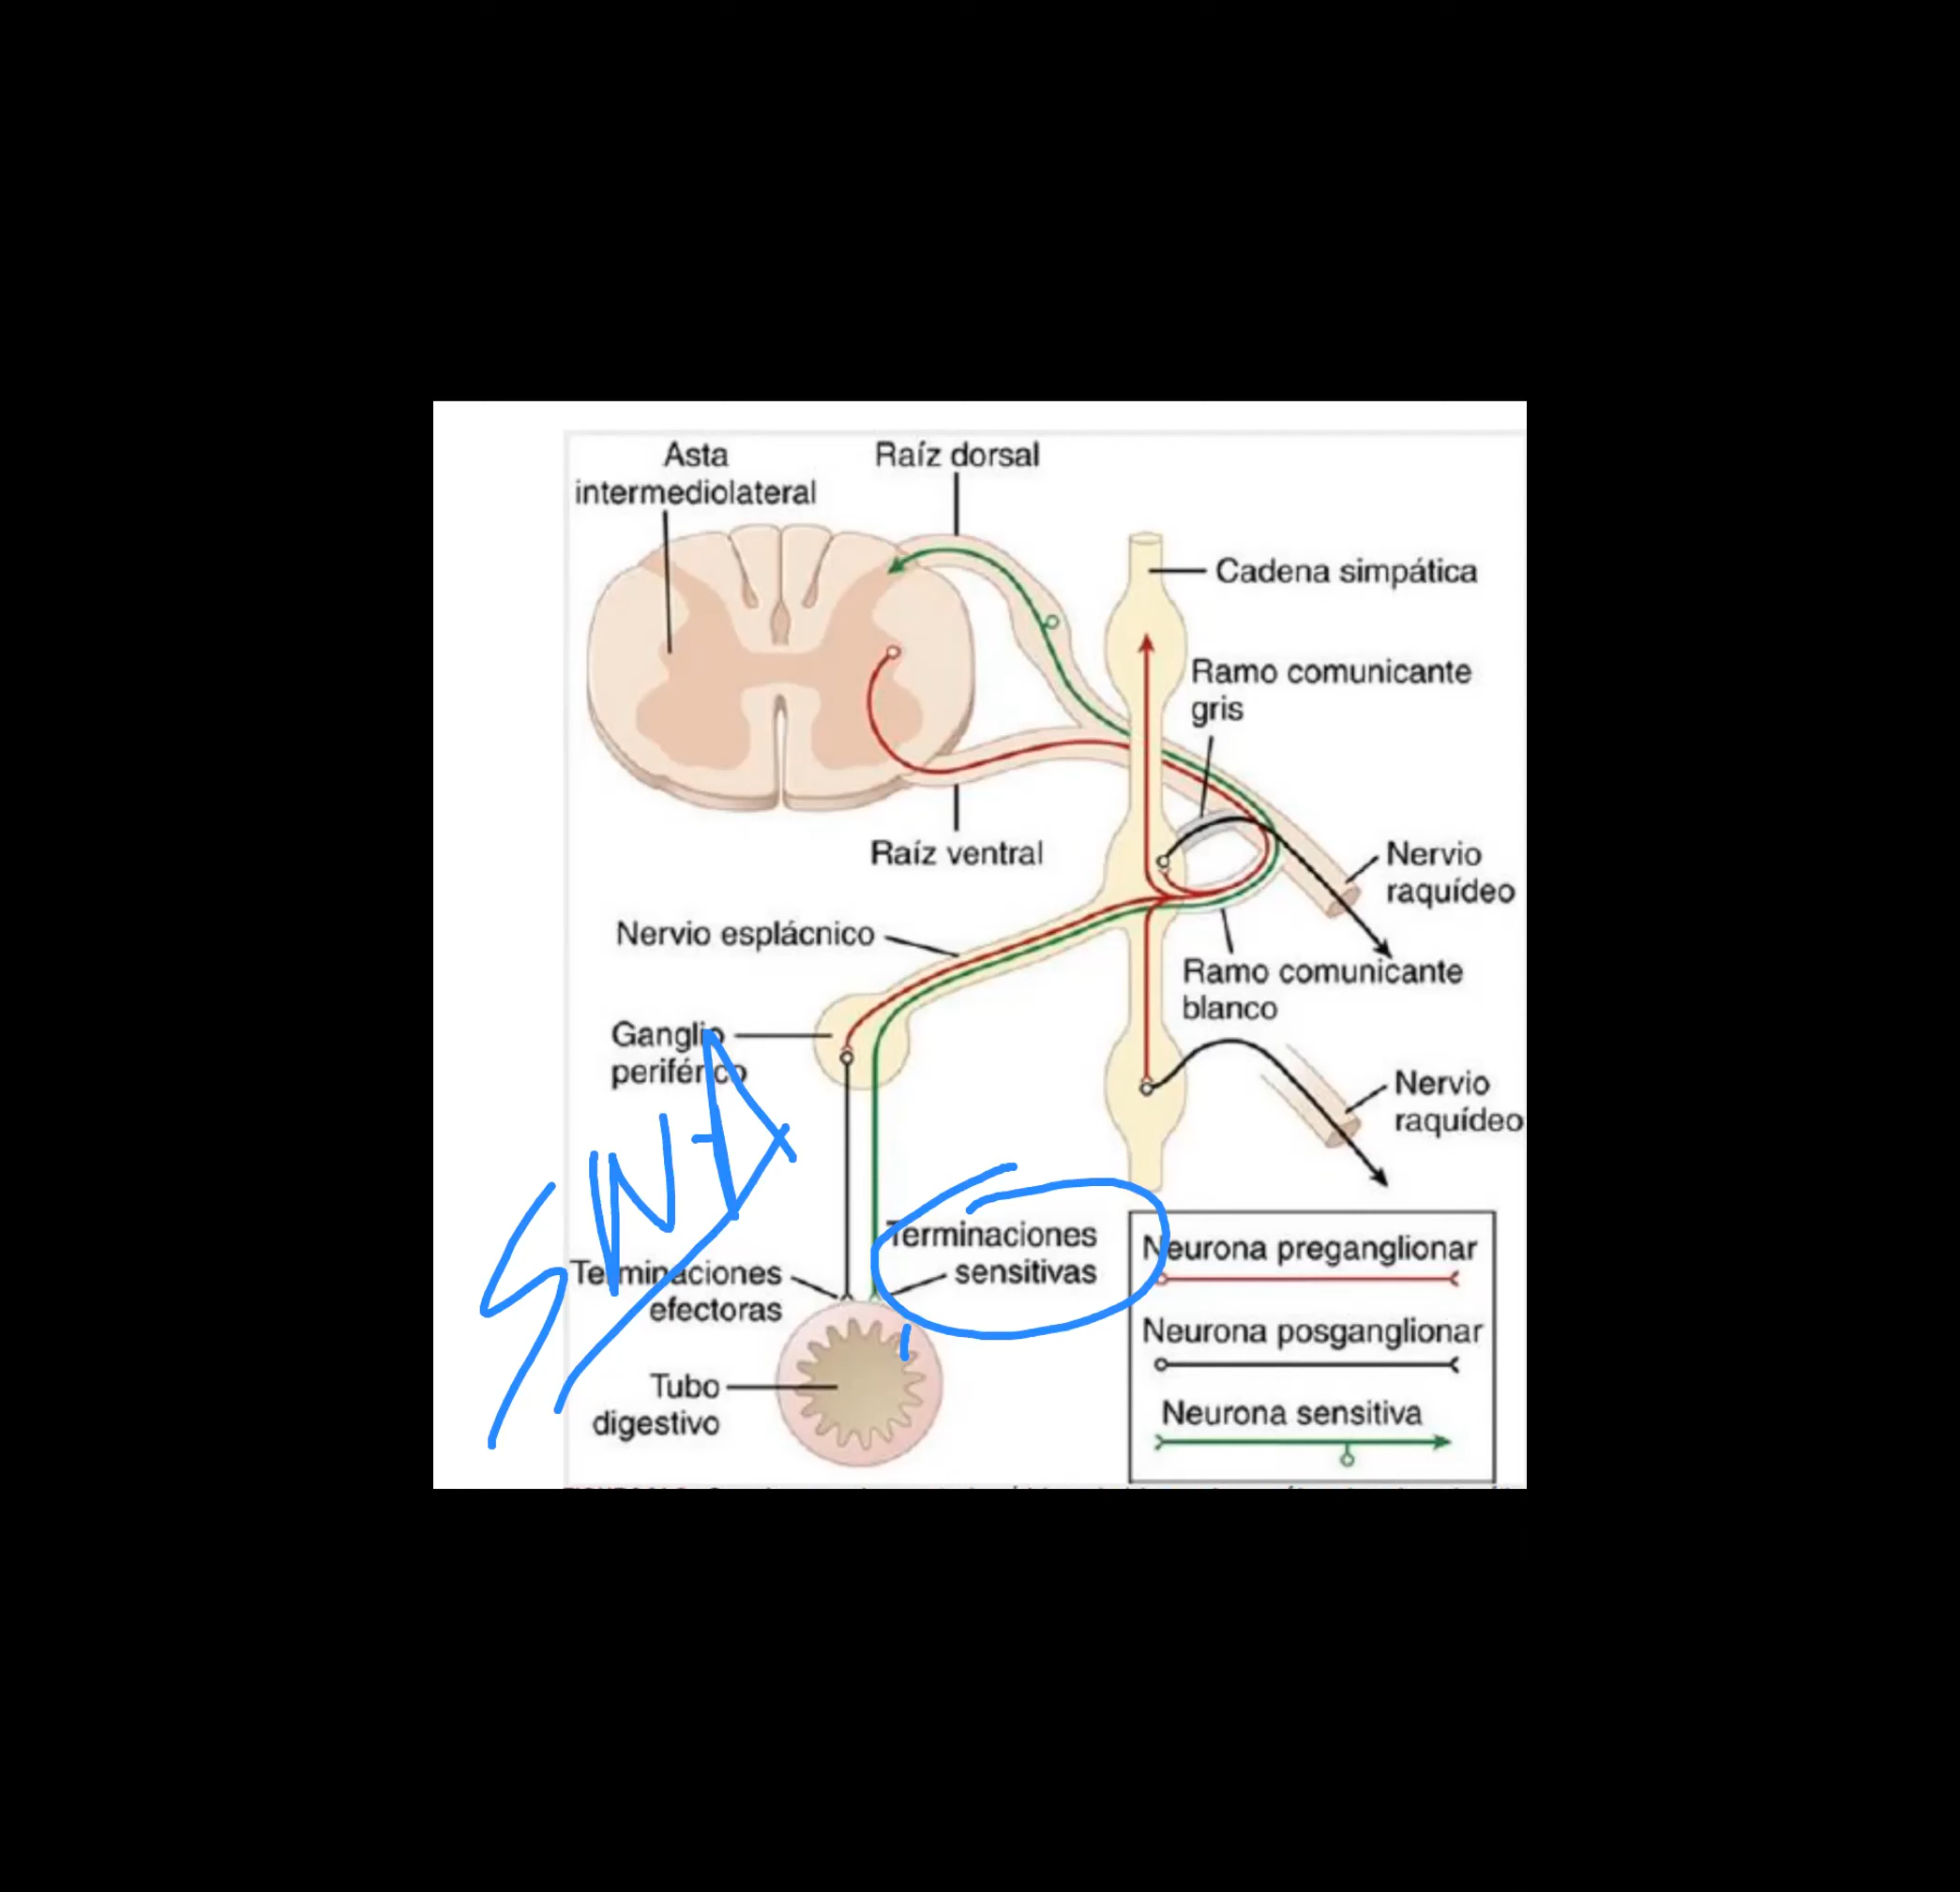 Asta
intermediolateral
Raíz dorsal
Cadena simpática
Ramo comunicante
gris
Raíz ventral
Nervio
raquídeo
Nervio esplácnico
Ramo comunicante
blanco
Ganglio
periférico
Nervio
raquídeo
SNA
Terminaciones
sensitivas
Terminaciones
efectoras
Tubo
digestivo
Neurona preganglionar
Neurona posganglionar
Neurona sensitiva